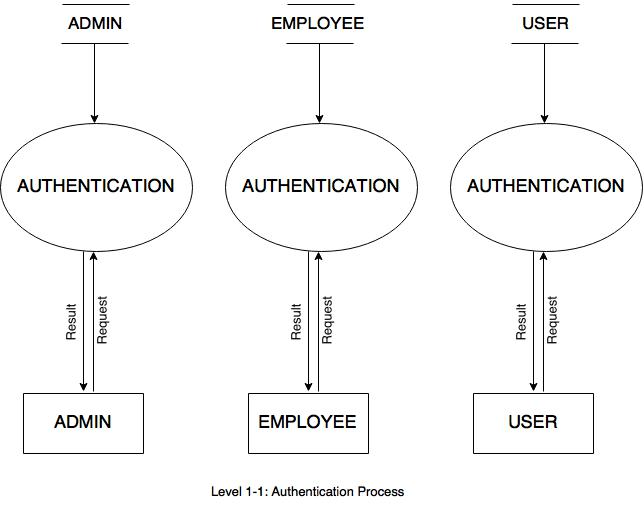 ADMIN
EMPLOYEE
USER
AUTHENTICATION
AUTHENTICATION
AUTHENTICATION
Result
Request
Result
Request
Result
Request
ADMIN
EMPLOYEE
USER
Level 1-1: Authentication Process